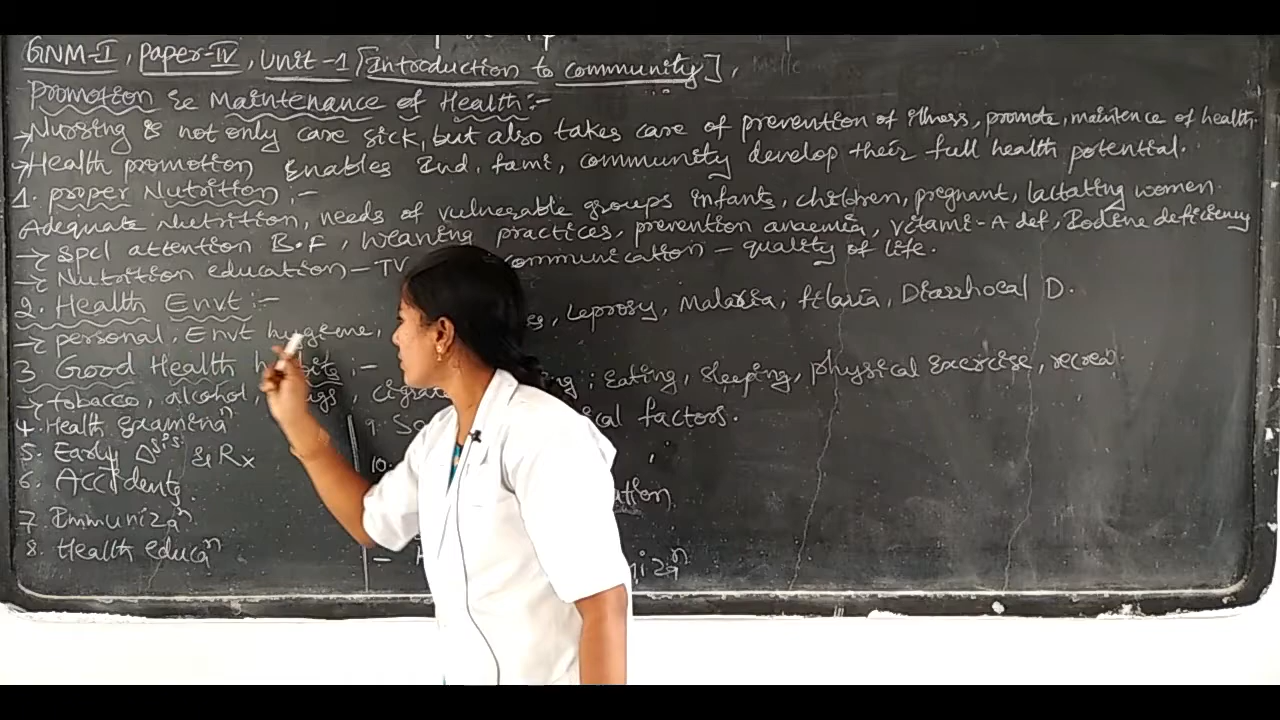 GNM-I, paper-IV, Unit-1 [Introduction to community],
promotion & Maintenance of Health:-
→ Nursing is not only care sick, but also takes care of prevention of illness, promote, maintence of health.
→ Health promotion Enables Ind, fami, community develop their full health potential.
1. proper Nutrition:-
Adequate Nutrition, needs of vulnerable groups infants, children, pregnant, lactating women.
→ spcl attention B.F, weaning practices, prevention anaemia, vitami-A def, Iodine deficiency
→ Nutrition education - TV communication - quality of life.
2. Health Envt:-
→ personal, Envt hygiene, Leprosy, Malaria, filaria, Diarrhocal D.
3 Good Health habits:-
→ tobacco, alcohol, Eating, sleeping, physical Exercise, recrea
4. Health Examinaⁿ 9. factors.
5. Early Δsis & Rx 10.
6. Accidents.
7 Immunizaⁿ
8. Health educaⁿ